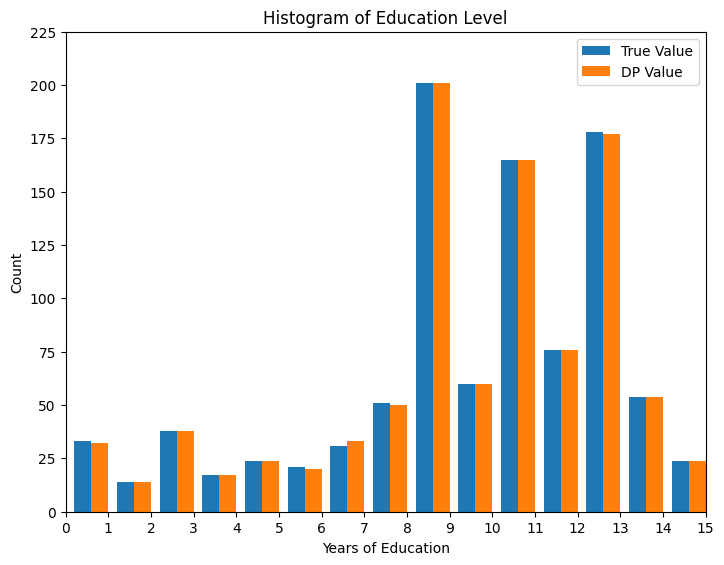 Histogram of Education Level
True Value
DP Value
Count
225
200
175
150
125
100
75
50
25
0
0 1 2 3 4 5 6 7 8 9 10 11 12 13 14 15
Years of Education